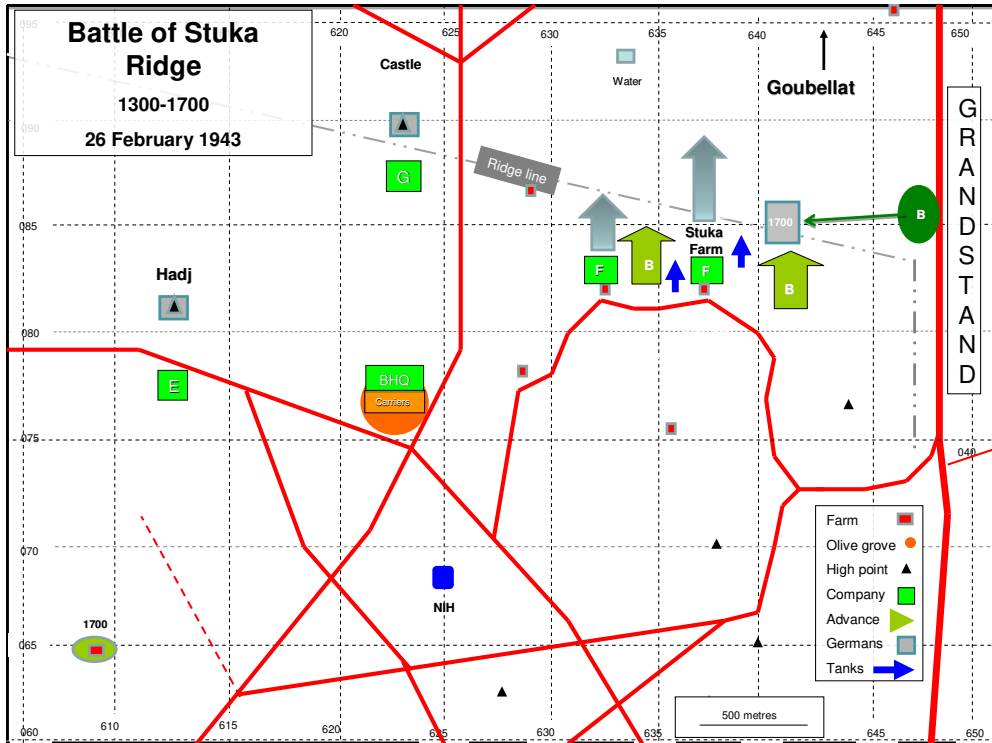 Battle of Stuka
Ridge
1300-1700
26 February 1943
095
620
625
630
635
640
645
650
Castle
Water
Goubellat
G
R
A
N
D
S
T
A
N
D
090
G
Ridge line
085
1700
B
Stuka
Farm
F
B
F
B
Hadj
080
E
BHQ
Carriers
075
040
070
NIH
1700
065
Farm
Olive grove
High point
Company
Advance
Germans
Tanks
500 metres
060
610
615
620
625
630
635
640
645
650